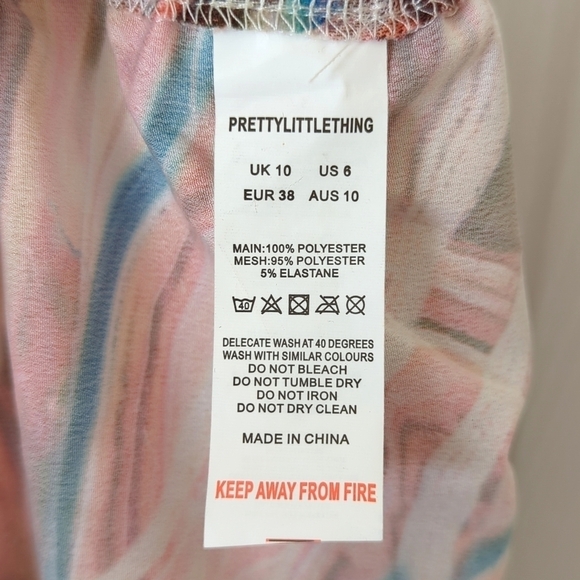 PRETTYLITTLETHING
UK 10 US 6
EUR 38 AUS 10
MAIN:100% POLYESTER
MESH:95% POLYESTER
5% ELASTANE
40
DELECATE WASH AT 40 DEGREES
WASH WITH SIMILAR COLOURS
DO NOT BLEACH
DO NOT TUMBLE DRY
DO NOT IRON
DO NOT DRY CLEAN
MADE IN CHINA
KEEP AWAY FROM FIRE